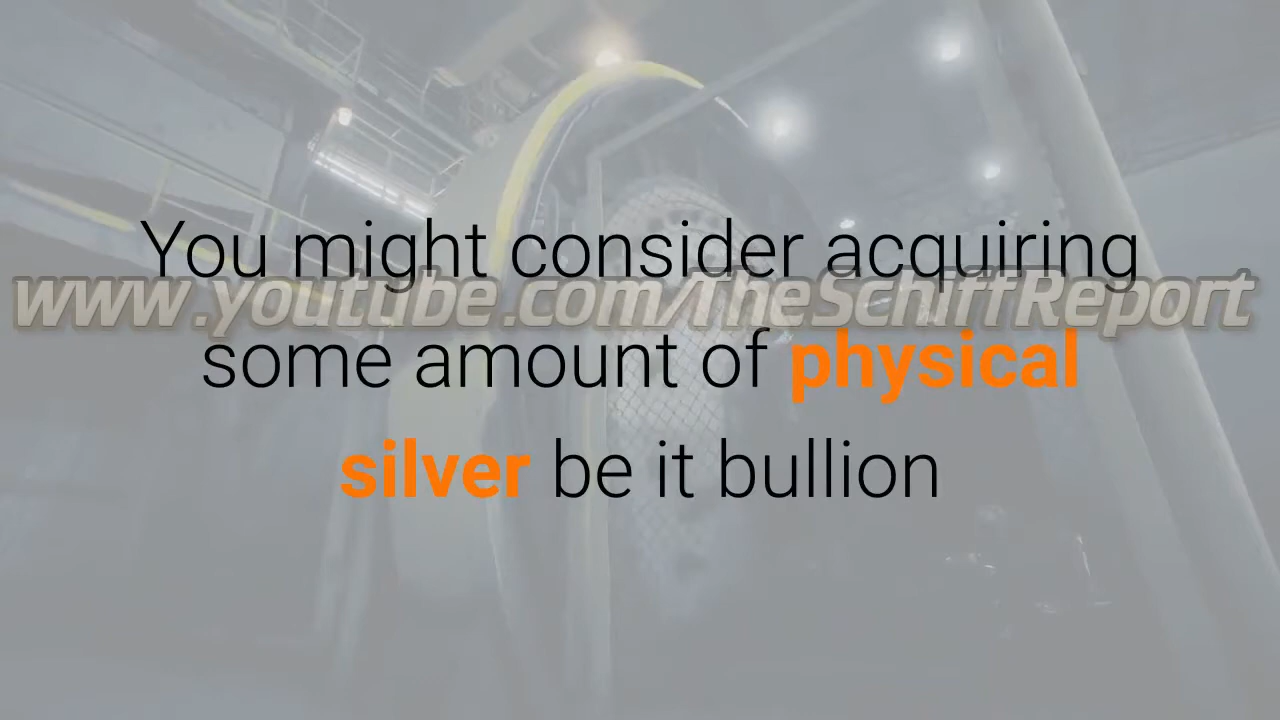 You might consider acquiring
www.youtube.com/TheSchiffReport
some amount of physical
silver be it bullion